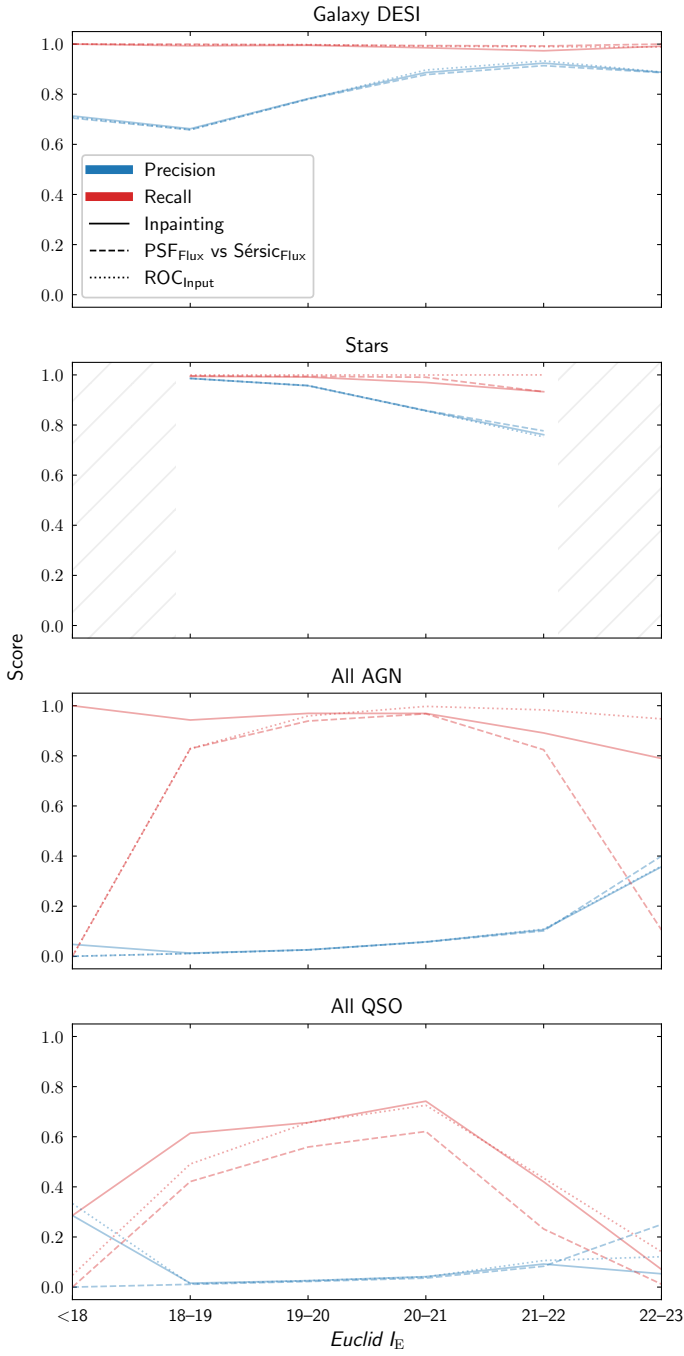 Galaxy DESI
1.0
0.8
0.6
0.4
0.2
0.0
Precision
Recall
Inpainting
PSF_Flux vs Sérsic_Flux
ROC_Input
Stars
1.0
0.8
0.6
0.4
0.2
0.0
Score
All AGN
1.0
0.8
0.6
0.4
0.2
0.0
All QSO
1.0
0.8
0.6
0.4
0.2
0.0
<18 18–19 19–20 20–21 21–22 22–23
Euclid I_E